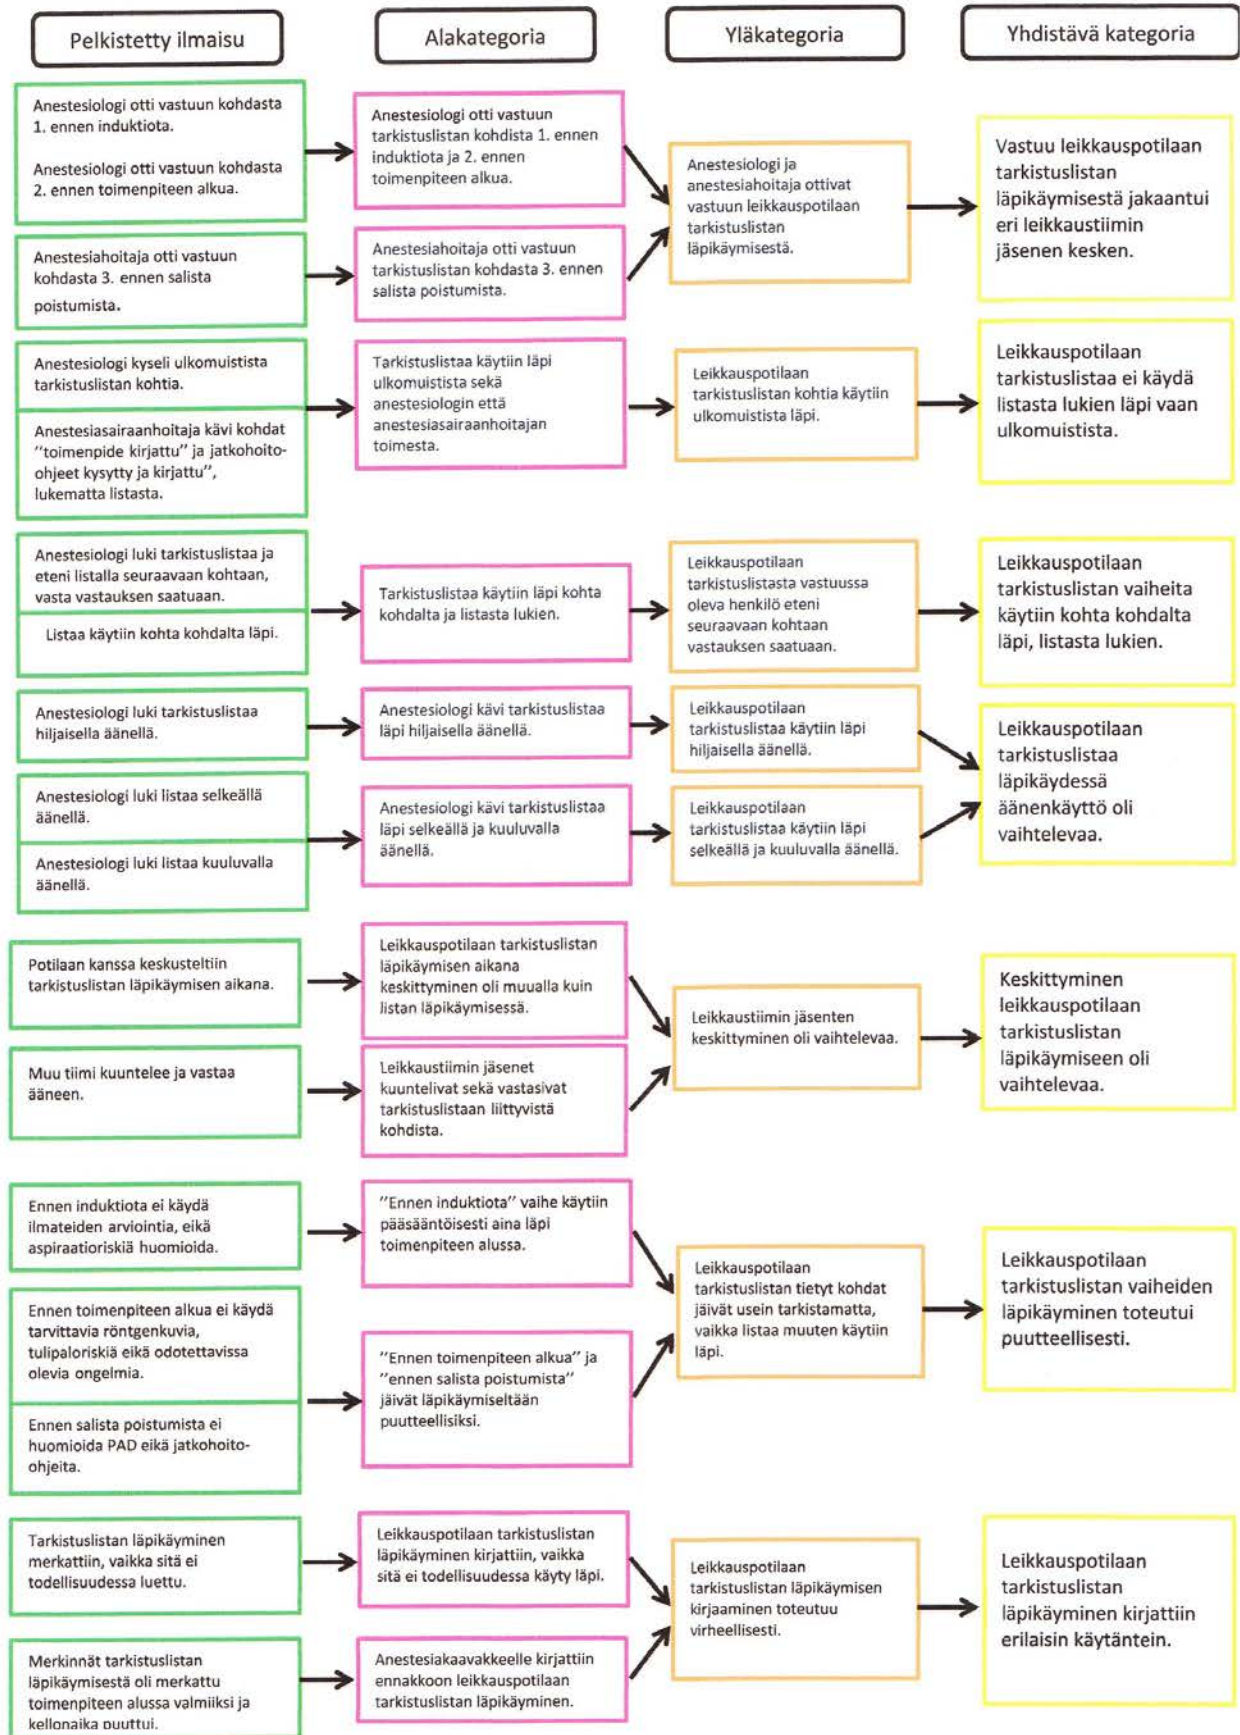 Pelkistetty ilmaisu
Alakategoria
Yläkategoria
Yhdistävä kategoria
Anestesiologi otti vastuun kohdasta
1. ennen induktiota.
Anestesiologi otti vastuun kohdasta
2. ennen toimenpiteen alkua.
Anestesiologi otti vastuun
tarkistuslistan kohdista 1. ennen
induktiota ja 2. ennen
toimenpiteen alkua.
Anestesiologi ja
anestesiahoitaja ottivat
vastuun leikkauspotilaan
tarkistuslistan
läpikäymisestä.
Vastuu leikkauspotilaan
tarkistuslistan
läpikäymisestä jakaantui
eri leikkaustiimin
jäsenen kesken.
Anestesiahoitaja otti vastuun
kohdasta 3. ennen salista
poistumista.
Anestesiahoitaja otti vastuun
tarkistuslistan kohdasta 3. ennen
salista poistumista.
Anestesiologi kyseli ulkomuistista
tarkistuslistan kohtia.
Anestesiasairaanhoitaja kävi kohdat
”toimenpide kirjattu” ja jatkohoito-
ohjeet kysytty ja kirjattu”,
lukematta listasta.
Tarkistuslistaa käytiin läpi
ulkomuistista sekä
anestesiologin että
anestesiasairaanhoitajan
toimesta.
Leikkauspotilaan
tarkistuslistan kohtia käytiin
ulkomuistista läpi.
Leikkauspotilaan
tarkistuslistaa ei käydä
listasta lukien läpi vaan
ulkomuistista.
Anestesiologi luki tarkistuslistaa ja
eteni listalla seuraavaan kohtaan,
vasta vastauksen saatuaan.
Listaa käytiin kohta kohdalta läpi.
Tarkistuslistaa käytiin läpi kohta
kohdalta ja listasta lukien.
Leikkauspotilaan
tarkistuslistasta vastuussa
oleva henkilö eteni
seuraavaan kohtaan
vastauksen saatuaan.
Leikkauspotilaan
tarkistuslistan vaiheita
käytiin kohta kohdalta
läpi, listasta lukien.
Anestesiologi luki tarkistuslistaa
hiljaisella äänellä.
Anestesiologi kävi tarkistuslistaa
läpi hiljaisella äänellä.
Leikkauspotilaan
tarkistuslistaa käytiin läpi
hiljaisella äänellä.
Leikkauspotilaan
tarkistuslistaa
läpikäydessä
äänenkäyttö oli
vaihtelevaa.
Anestesiologi luki listaa selkeällä
äänellä.
Anestesiologi luki listaa kuuluvalla
äänellä.
Anestesiologi kävi tarkistuslistaa
läpi selkeällä ja kuuluvalla
äänellä.
Leikkauspotilaan
tarkistuslistaa käytiin läpi
selkeällä ja kuuluvalla äänellä.
Potilaan kanssa keskusteltiin
tarkistuslistan läpikäymisen aikana.
Leikkauspotilaan tarkistuslistan
läpikäymisen aikana
keskittyminen oli muualla kuin
listan läpikäymisessä.
Leikkaustiimin jäsenten
keskittyminen oli vaihtelevaa.
Keskittyminen
leikkauspotilaan
tarkistuslistan
läpikäymiseen oli
vaihtelevaa.
Muu tiimi kuuntelee ja vastaa
ääneen.
Leikkaustiimin jäsenet
kuuntelivat sekä vastasivat
tarkistuslistaan liittyvistä
kohdista.
Ennen induktiota ei käydä
ilmateiden arviointia, eikä
aspiraatioriskiä huomioida.
”Ennen induktiota” vaihe käytiin
pääsääntöisesti aina läpi
toimenpiteen alussa.
Leikkauspotilaan
tarkistuslistan tietyt kohdat
jäivät usein tarkistamatta,
vaikka listaa muuten käytiin
läpi.
Leikkauspotilaan
tarkistuslistan vaiheiden
läpikäyminen toteutui
puutteellisesti.
Ennen toimenpiteen alkua ei käydä
tarvittavia röntgenkuvia,
tulipaloriskiä eikä odotettavissa
olevia ongelmia.
Ennen salista poistumista ei
huomioida PAD eikä jatkohoito-
ohjeita.
”Ennen toimenpiteen alkua” ja
”ennen salista poistumista”
jäivät läpikäymiseltään
puutteellisiksi.
Tarkistuslistan läpikäyminen
merkattiin, vaikka sitä ei
todellisuudessa luettu.
Leikkauspotilaan tarkistuslistan
läpikäyminen kirjattiin, vaikka
sitä ei todellisuudessa käyty läpi.
Leikkauspotilaan
tarkistuslistan läpikäymisen
kirjaaminen toteutuu
virheellisesti.
Leikkauspotilaan
tarkistuslistan
läpikäyminen kirjattiin
erilaisin käytäntein.
Merkinnät tarkistuslistan
läpikäymisestä oli merkattu
toimenpiteen alussa valmiiksi ja
kellonaika puuttui.
Anestesiakaavakkeelle kirjattiin
ennakkoon leikkauspotilaan
tarkistuslistan läpikäyminen.